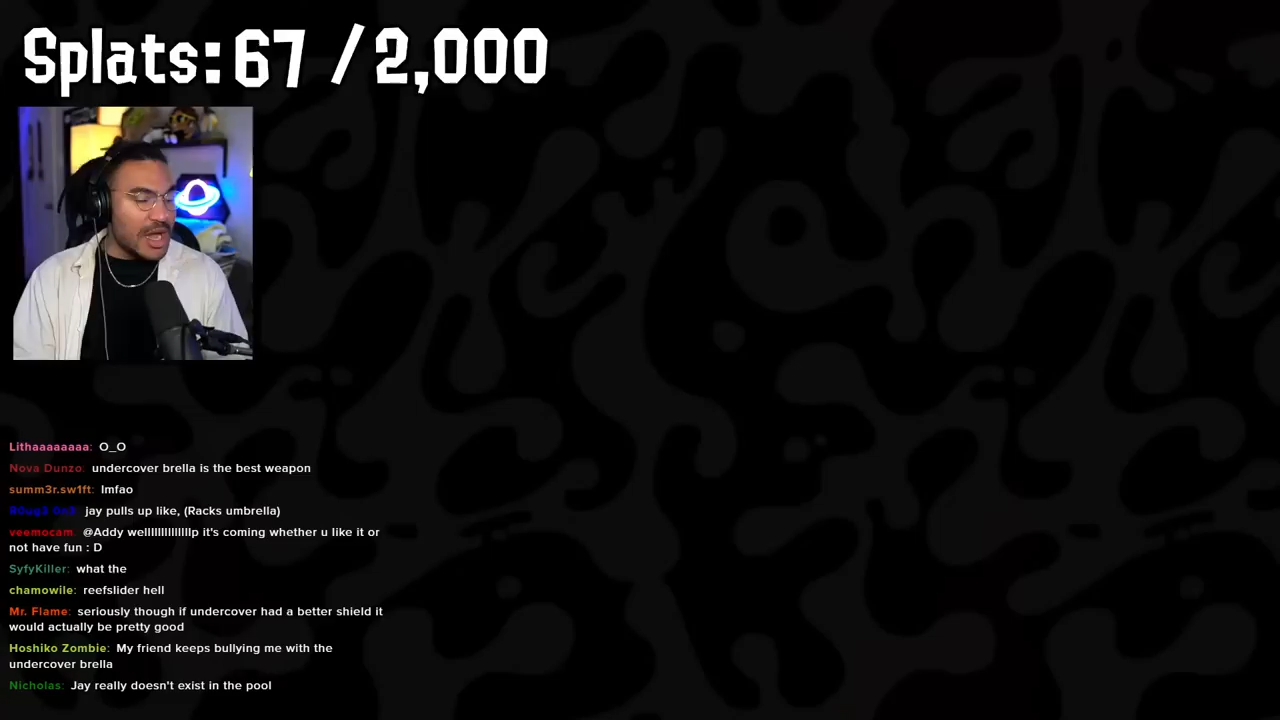 Splats: 67 / 2,000
Lithaaaaaaaa: O_O
Nova Dunzo: undercover brella is the best weapon
summ3r.sw1ft: lmfao
jay pulls up like, (Racks umbrella)
veemocam: @Addy welllllllllllllp it's coming whether u like it or
not have fun : D
SyfyKiller: what the
chamowile: reefslider hell
Mr. Flame: seriously though if undercover had a better shield it
would actually be pretty good
Hoshiko Zombie: My friend keeps bullying me with the
undercover brella
Nicholas: Jay really doesn't exist in the pool